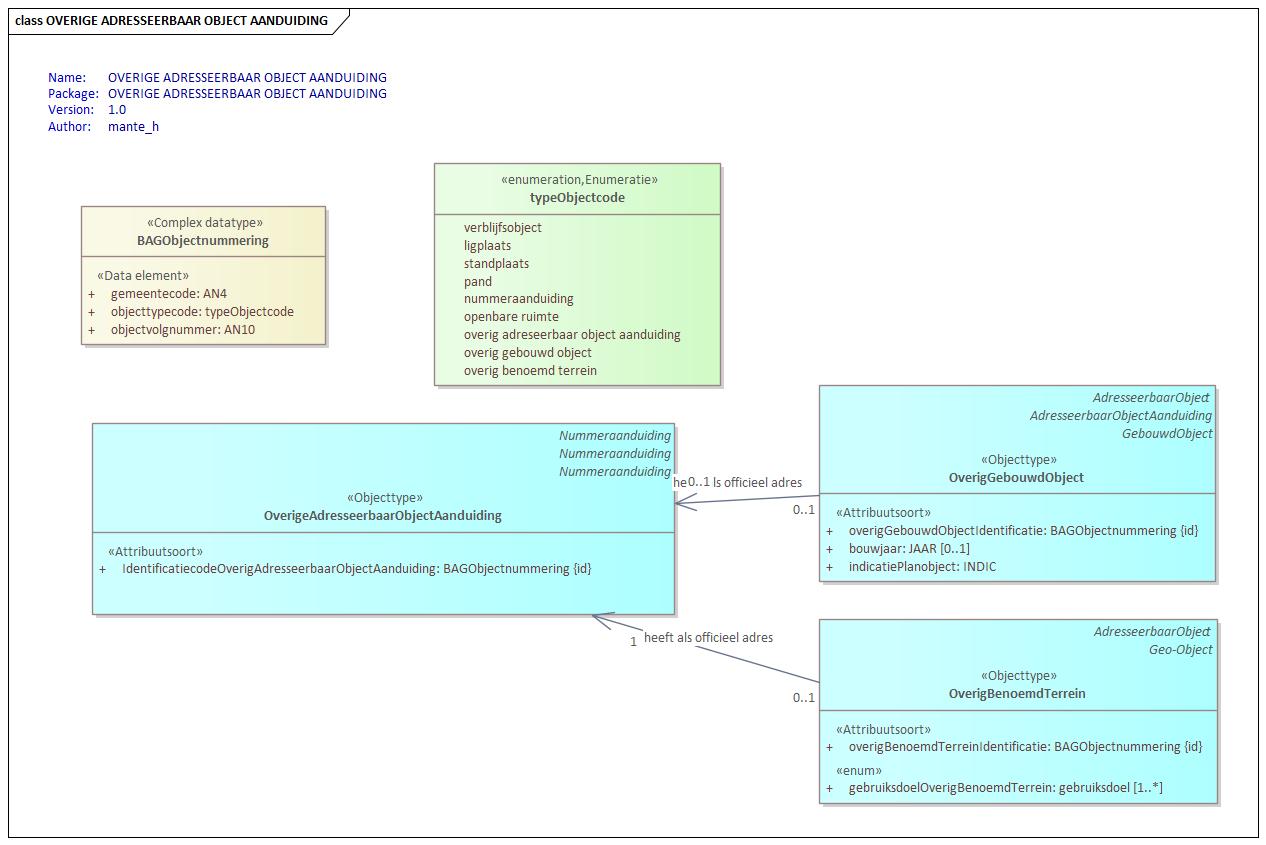 class OVERIGE ADRESSEERBAAR OBJECT AANDUIDING
Name: OVERIGE ADRESSEERBAAR OBJECT AANDUIDING
Package: OVERIGE ADRESSEERBAAR OBJECT AANDUIDING
Version: 1.0
Author: mante_h
«Complex datatype»
BAGObjectnummering
«Data element»
+ gemeentecode: AN4
+ objecttypecode: typeObjectcode
+ objectvolgnummer: AN10
«enumeration,Enumeratie»
typeObjectcode
verblijfsobject
ligplaats
standplaats
pand
nummeraanduiding
openbare ruimte
overig adreseerbaar object aanduiding
overig gebouwd object
overig benoemd terrein
Nummeraanduiding
Nummeraanduiding
Nummeraanduiding
«Objecttype»
OverigeAdresseerbaarObjectAanduiding
«Attribuutsoort»
+ IdentificatiecodeOverigAdresseerbaarObjectAanduiding: BAGObjectnummering {id}
he 0..1 ls officieel adres
0..1
AdresseerbaarObject
AdresseerbaarObjectAanduiding
GebouwdObject
«Objecttype»
OverigGebouwdObject
«Attribuutsoort»
+ overigGebouwdObjectIdentificatie: BAGObjectnummering {id}
+ bouwjaar: JAAR [0..1]
+ indicatiePlanobject: INDIC
1 heeft als officieel adres
0..1
AdresseerbaarObject
Geo-Object
«Objecttype»
OverigBenoemdTerrein
«Attribuutsoort»
+ overigBenoemdTerreinIdentificatie: BAGObjectnummering {id}
«enum»
+ gebruiksdoelOverigBenoemdTerrein: gebruiksdoel [1..*]